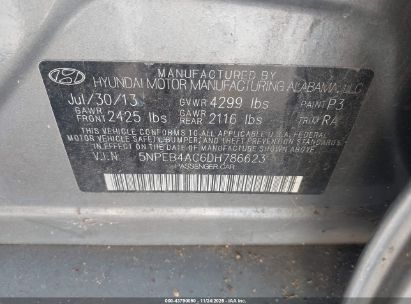 MANUFACTURED BY
HYUNDAI MOTOR MANUFACTURING ALABAMA, LLC
Jul/30/13 GVWR 4299 lbs PAINT P3
GAWR FRONT 2425 lbs GAWR REAR 2116 lbs TRIM RA
THIS VEHICLE CONFORMS TO ALL APPLICABLE U.S.A. FEDERAL
MOTOR VEHICLE SAFETY, BUMPER, AND THEFT PREVENTION
STANDARDS IN EFFECT ON THE DATE OF MANUFACTURE
SHOWN ABOVE.
V.I.N: 5NPEB4AC6DH786623
PASSENGER CAR